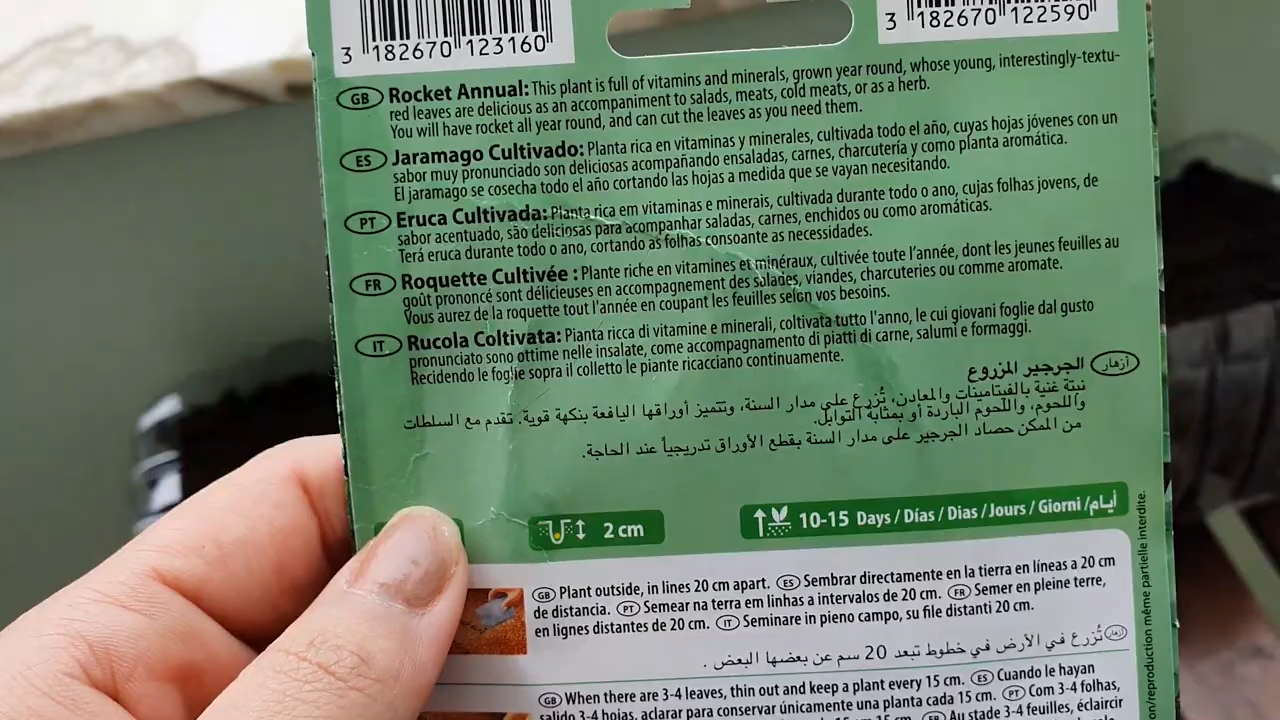 3 182670 123160
3 182670 122590
GB Rocket Annual: This plant is full of vitamins and minerals, grown year round, whose young, interestingly-textu-
red leaves are delicious as an accompaniment to salads, meats, cold meats, or as a herb.
You will have rocket all year round, and can cut the leaves as you need them.
ES Jaramago Cultivado: Planta rica en vitaminas y minerales, cultivada todo el año, cuyas hojas jóvenes con un
sabor muy pronunciado son deliciosas acompañando ensaladas, carnes, charcutería y como planta aromática.
El jaramago se cosecha todo el año cortando las hojas a medida que se vayan necesitando.
PT Eruca Cultivada: Planta rica em vitaminas e minerais, cultivada durante todo o ano, cujas folhas jovens, de
sabor acentuado, são deliciosas para acompanhar saladas, carnes, enchidos ou como aromáticas.
Terá eruca durante todo o ano, cortando as folhas consoante as necessidades.
FR Roquette Cultivée : Plante riche en vitamines et minéraux, cultivée toute l'année, dont les jeunes feuilles au
goût prononcé sont délicieuses en accompagnement des salades, viandes, charcuteries ou comme aromate.
Vous aurez de la roquette tout l'année en coupant les feuilles selon vos besoins.
IT Rucola Coltivata: Pianta ricca di vitamine e minerali, coltivata tutto l'anno, le cui giovani foglie dal gusto
pronunciato sono ottime nelle insalate, come accompagnamento di piatti di carne, salumi e formaggi.
Recidendo le foglie sopra il colletto le piante ricacciano continuamente.
أزهار الجرجير المزروع
نبتة غنية بالفيتامينات والمعادن، تُزرع على مدار السنة، وتتميز أوراقها اليافعة بنكهة قوية. تقدم مع السلطات
واللحوم، واللحوم الباردة أو بمثابة التوابل.
من الممكن حصاد الجرجير على مدار السنة بقطع الأوراق تدريجياً عند الحاجة.
2 cm
10-15 Days / Días / Dias / Jours / Giorni / أيام
GB Plant outside, in lines 20 cm apart. ES Sembrar directamente en la tierra en líneas a 20 cm
de distancia. PT Semear na terra em linhas a intervalos de 20 cm. FR Semer en pleine terre,
en lignes distantes de 20 cm. IT Seminare in pieno campo, su file distanti 20 cm.
أزهار تُزرع في الأرض في خطوط تبعد 20 سم عن بعضها البعض .
GB When there are 3-4 leaves, thin out and keep a plant every 15 cm. ES Cuando le hayan
salido 3-4 hojas, aclarar para conservar únicamente una planta cada 15 cm. PT Com 3-4 folhas,
15 cm. FR Au stade 3-4 feuilles, éclaircir
on/reproduction même partielle interdite.